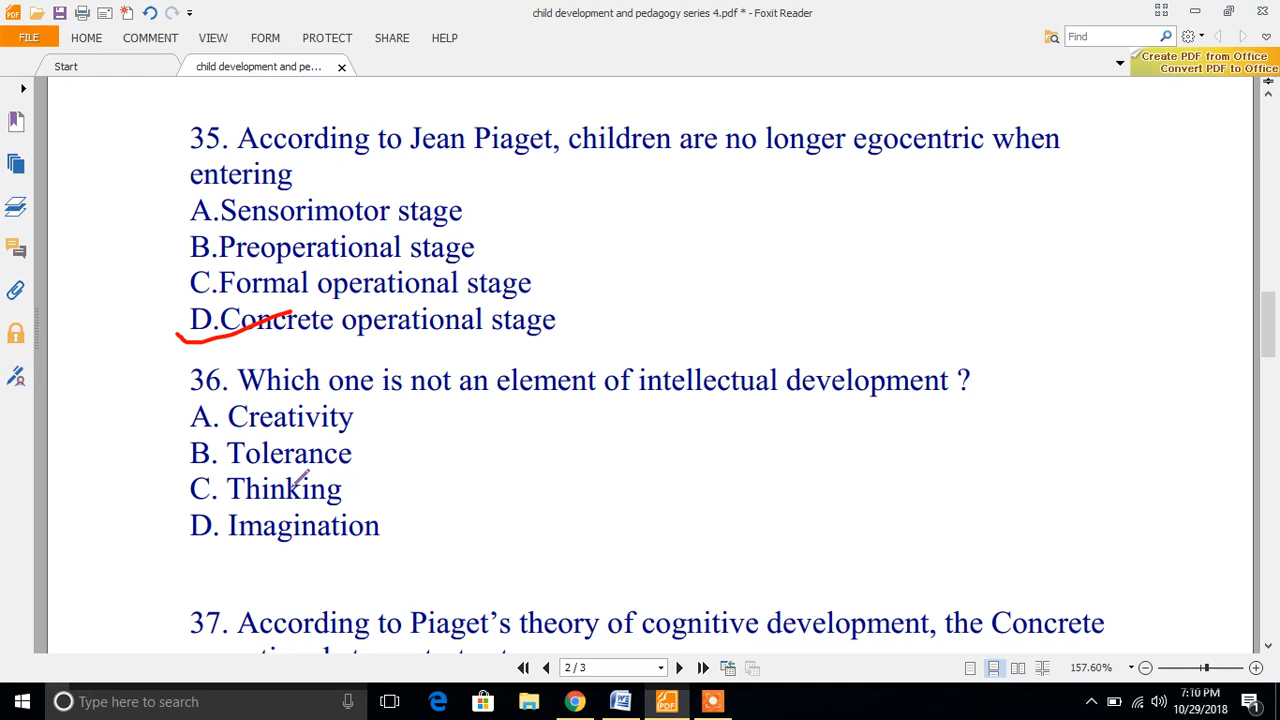 child development and pedagogy series 4.pdf * - Foxit Reader
FILE HOME COMMENT VIEW FORM PROTECT SHARE HELP
Find
Create PDF from Office
Convert PDF to Office
Start child development and pe...
35. According to Jean Piaget, children are no longer egocentric when
entering
A.Sensorimotor stage
B.Preoperational stage
C.Formal operational stage
D.Concrete operational stage
36. Which one is not an element of intellectual development ?
A. Creativity
B. Tolerance
C. Thinking
D. Imagination
37. According to Piaget’s theory of cognitive development, the Concrete
2 / 3
157.60%
Type here to search
7:10 PM
10/29/2018
1